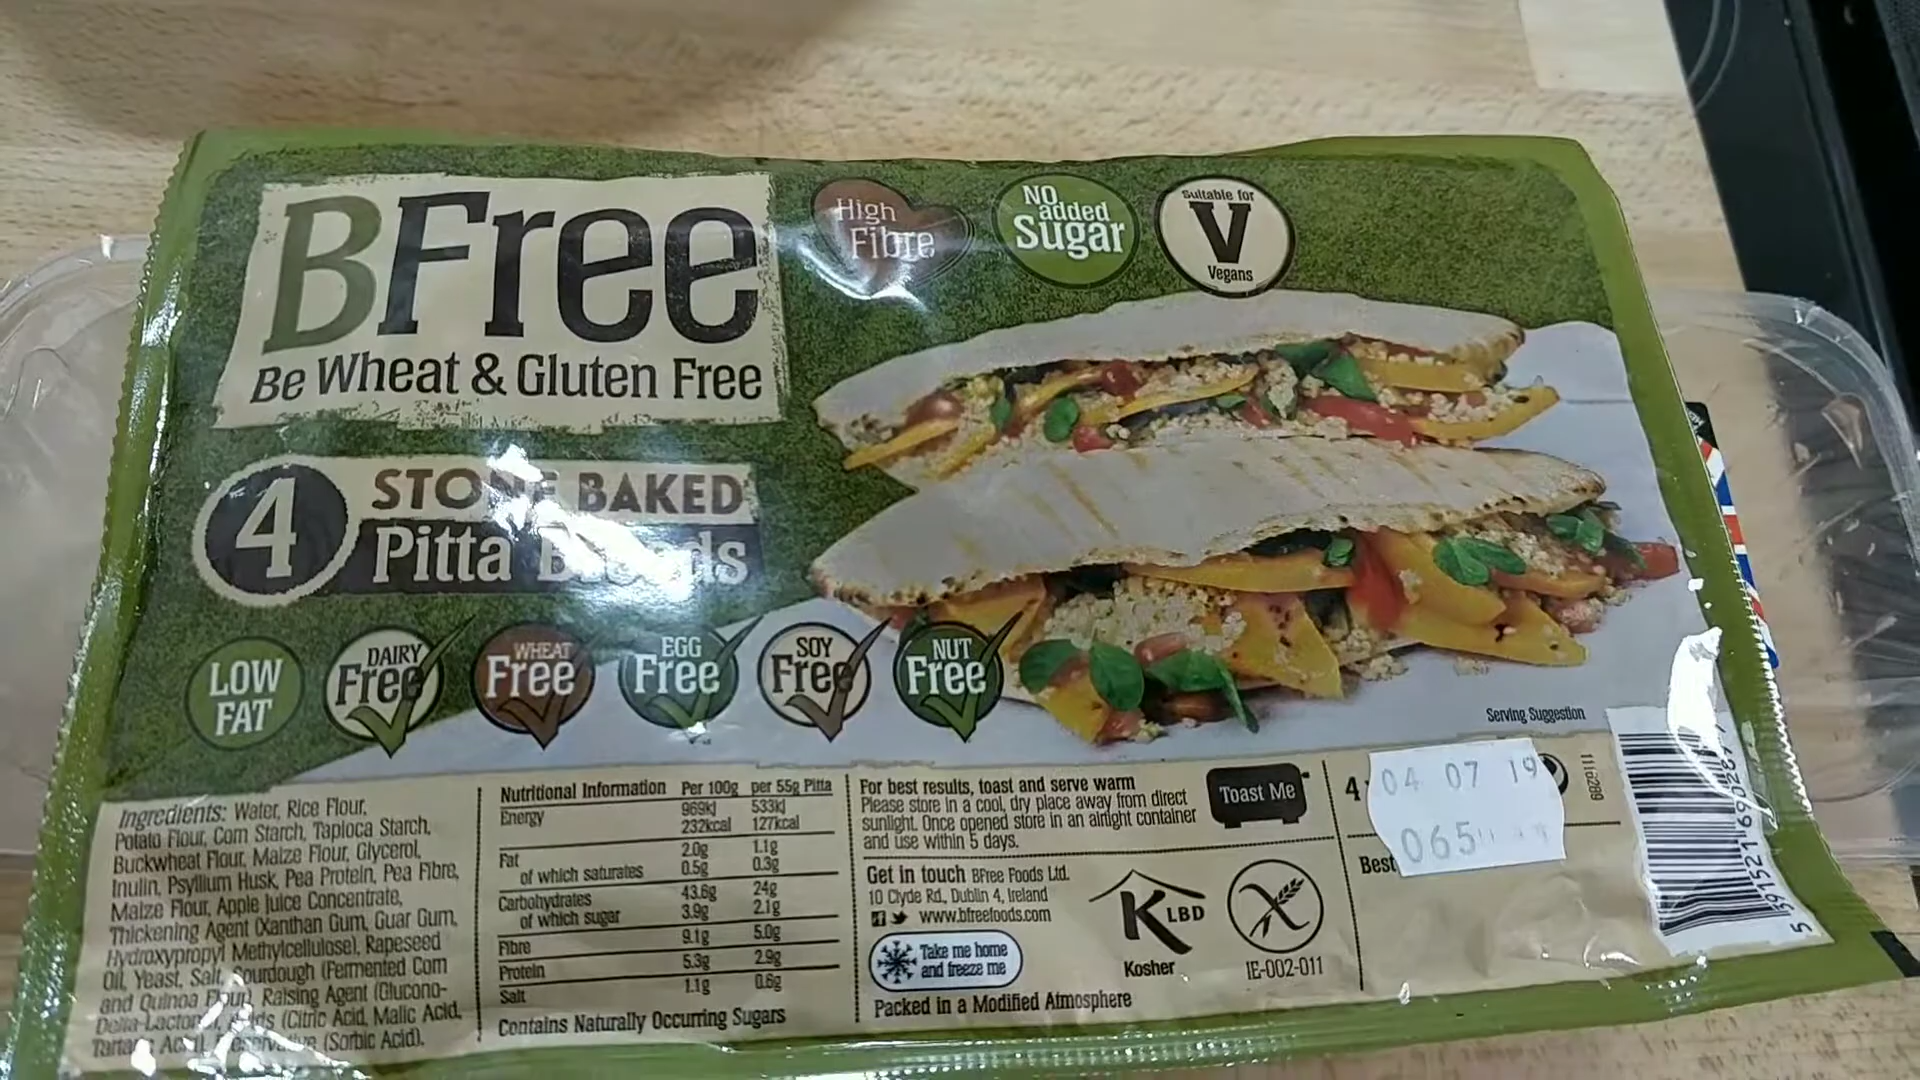 BFree
Be Wheat & Gluten Free
High
Fibre
NO
added
Sugar
Suitable for
V
Vegans
4
STONE BAKED
Pitta
LOW
FAT
DAIRY
Free
WHEAT
Free
EGG
Free
SOY
Free
NUT
Free
Serving Suggestion
Ingredients: Water, Rice Flour,
Potato Flour, Corn Starch, Tapioca Starch,
Buckwheat Flour, Maize Flour, Glycerol,
Inulin, Psyllium Husk, Pea Protein, Pea Fibre,
Maize Flour, Apple Juice Concentrate,
Thickening Agent (Xanthan Gum, Guar Gum,
Hydroxypropyl Methylcellulose), Rapeseed
Oil, Yeast, Salt, Sourdough (Fermented Corn
and Quinoa Flour), Raising Agent (Glucono-
(Citric Acid, Malic Acid,
(Sorbic Acid).
Nutritional Information Per 100g per 55g Pitta
Energy 969kJ 533kJ
232kcal 127kcal
Fat 2.0g 1.1g
of which saturates 0.5g 0.3g
Carbohydrates 43.6g 24g
of which sugar 3.9g 2.1g
Fibre 9.1g 5.0g
Protein 5.3g 2.9g
Salt 1.1g 0.6g
Contains Naturally Occurring Sugars
For best results, toast and serve warm
Please store in a cool, dry place away from direct
sunlight. Once opened store in an airtight container
and use within 5 days.
Toast Me
Get in touch BFree Foods Ltd.
10 Clyde Rd., Dublin 4, Ireland
www.bfreefoods.com
Take me home
and freeze me
Packed in a Modified Atmosphere
K LBD
Kosher
IE-002-011
4
04 07 19
065
Best